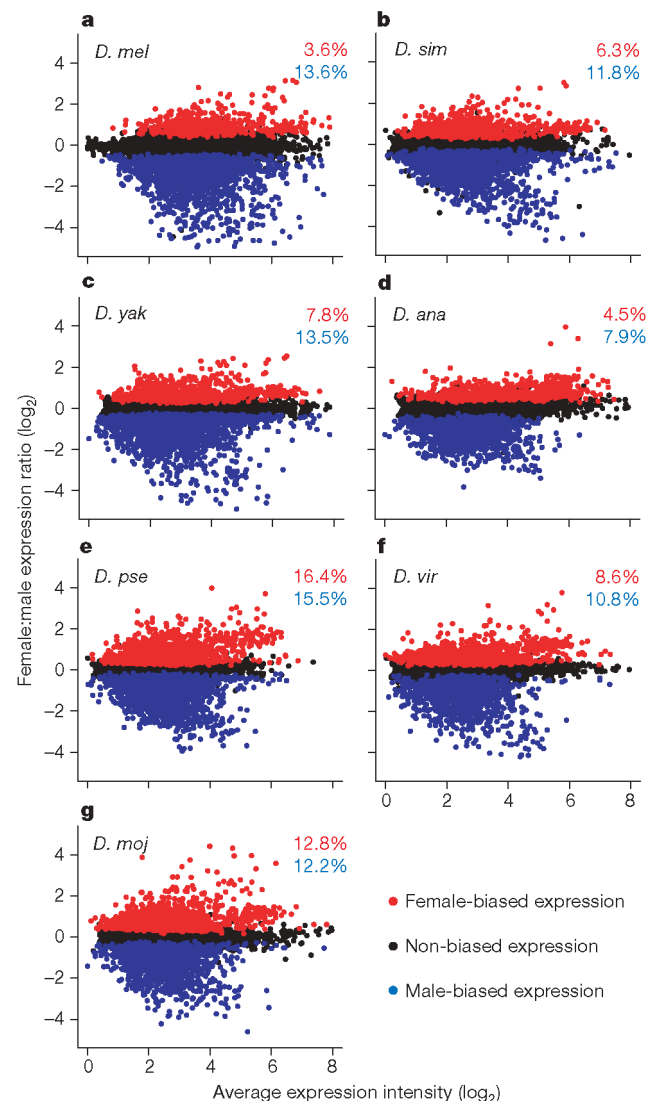 a
D. mel
3.6%
13.6%
4
2
0
−2
−4
b
D. sim
6.3%
11.8%
c
D. yak
7.8%
13.5%
4
2
0
−2
−4
d
D. ana
4.5%
7.9%
e
D. pse
16.4%
15.5%
4
2
0
−2
−4
f
D. vir
8.6%
10.8%
0 2 4 6 8
g
D. moj
12.8%
12.2%
4
2
0
−2
−4
0 2 4 6 8
Female-biased expression
Non-biased expression
Male-biased expression
Female:male expression ratio (log2)
Average expression intensity (log2)